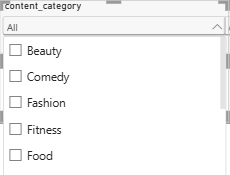 content_category
All
Beauty
Comedy
Fashion
Fitness
Food